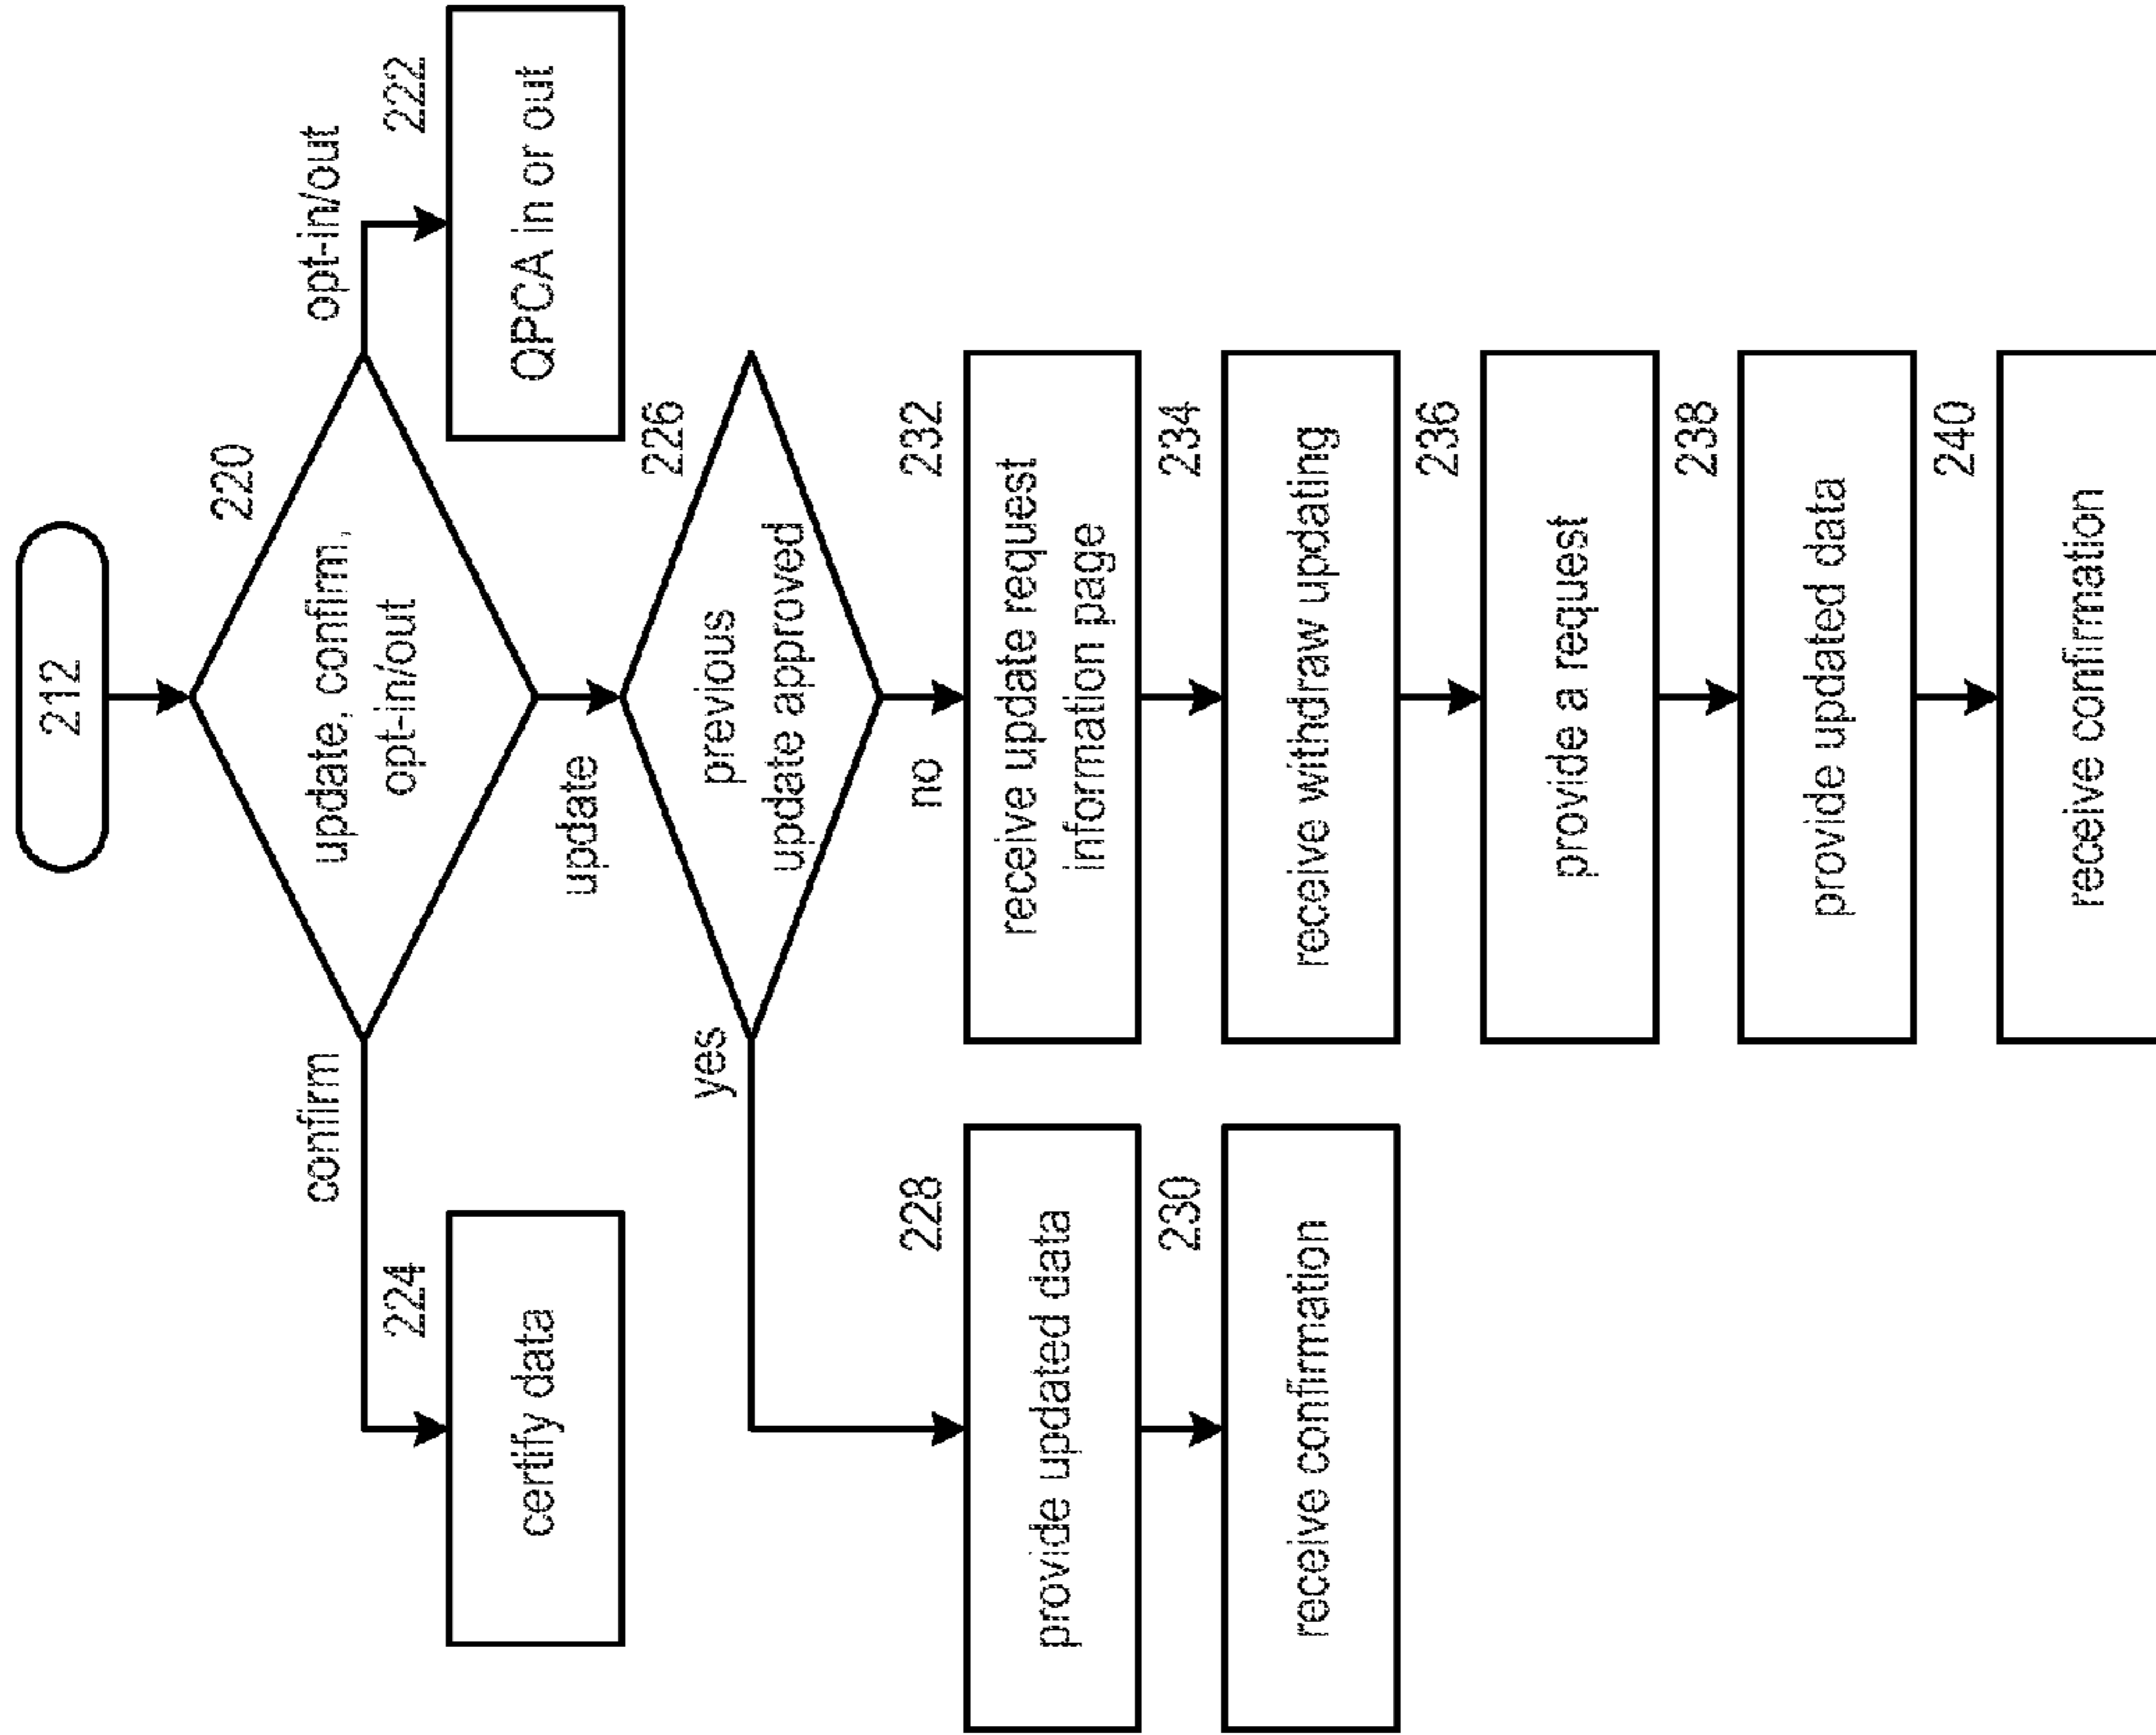 212
220
update, confirm,
opt-in/out
confirm
opt-in/out
224
certify data
222
QPCA in or out
update
226
previous
update approved
yes
no
228
provide updated data
230
receive confirmation
232
receive update request
information page
234
receive withdraw updating
236
provide a request
238
provide updated data
240
receive confirmation